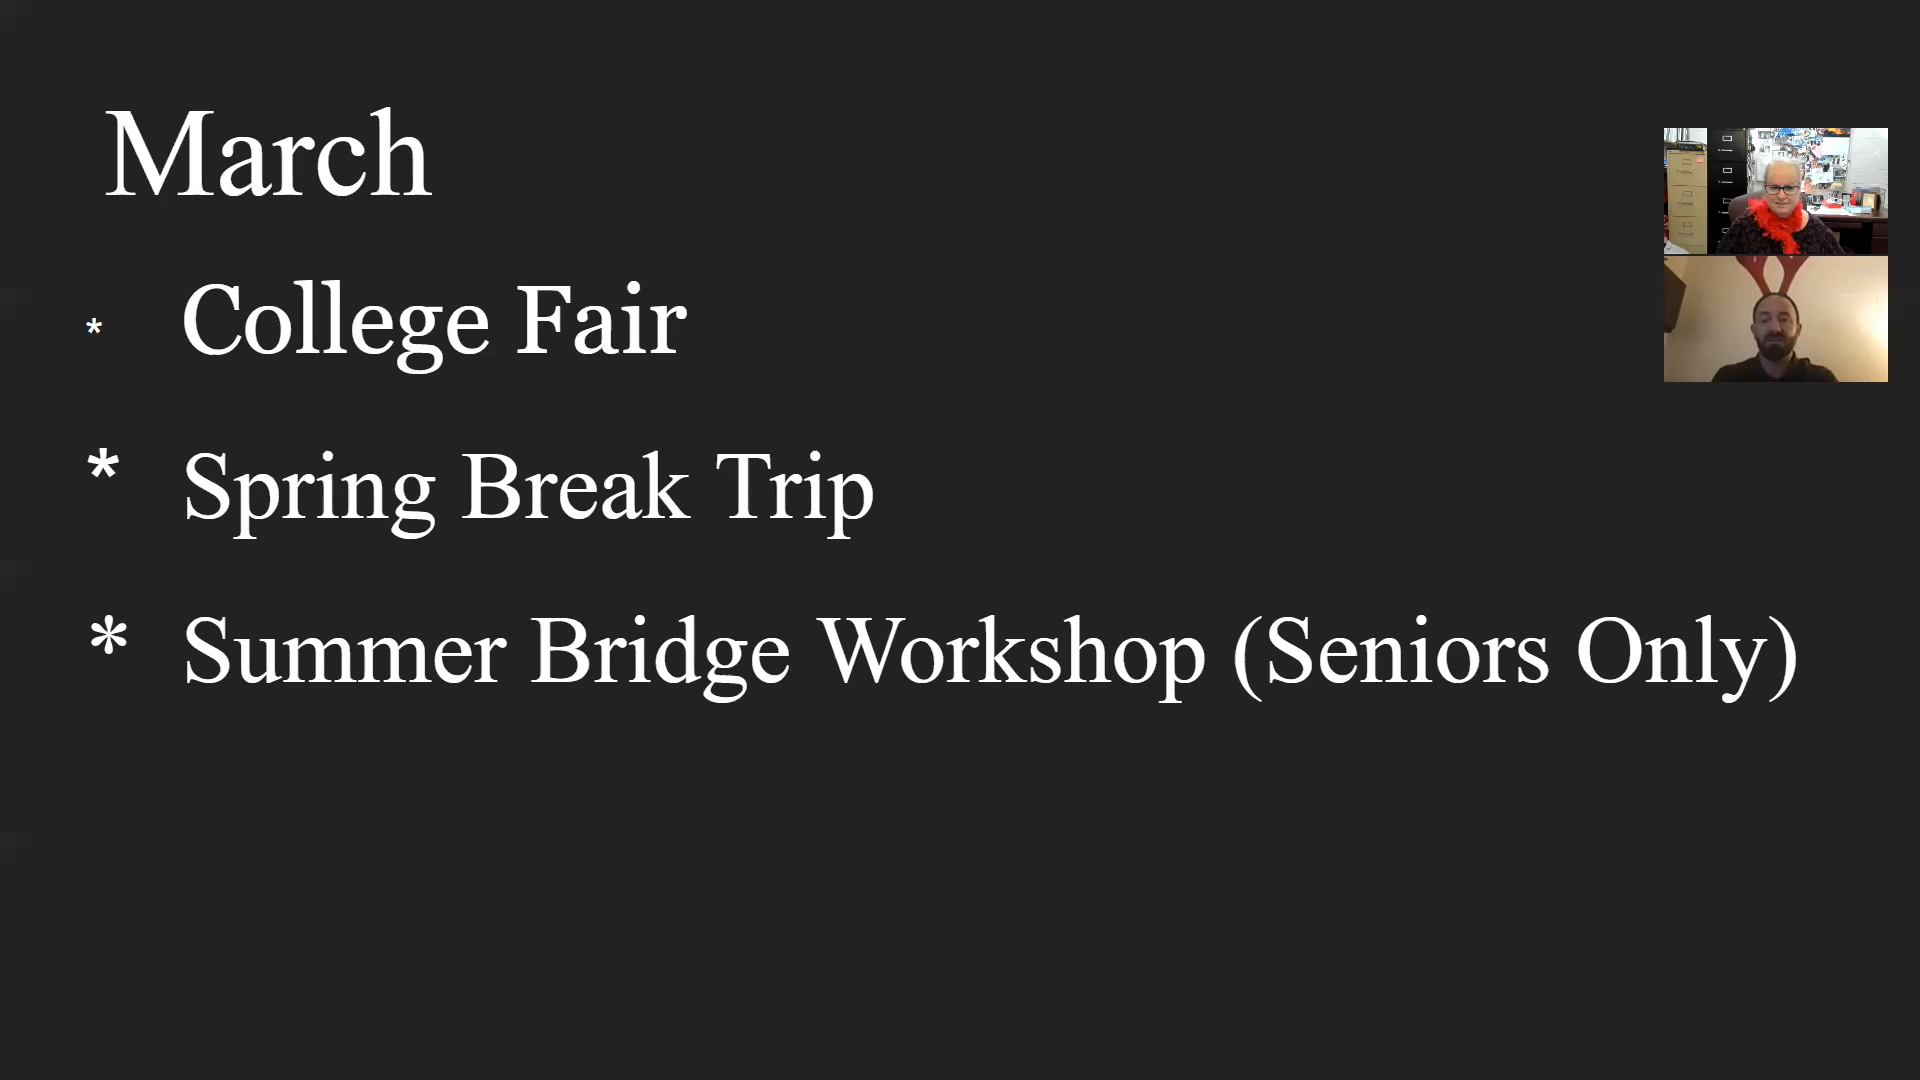 March
* College Fair
* Spring Break Trip
* Summer Bridge Workshop (Seniors Only)